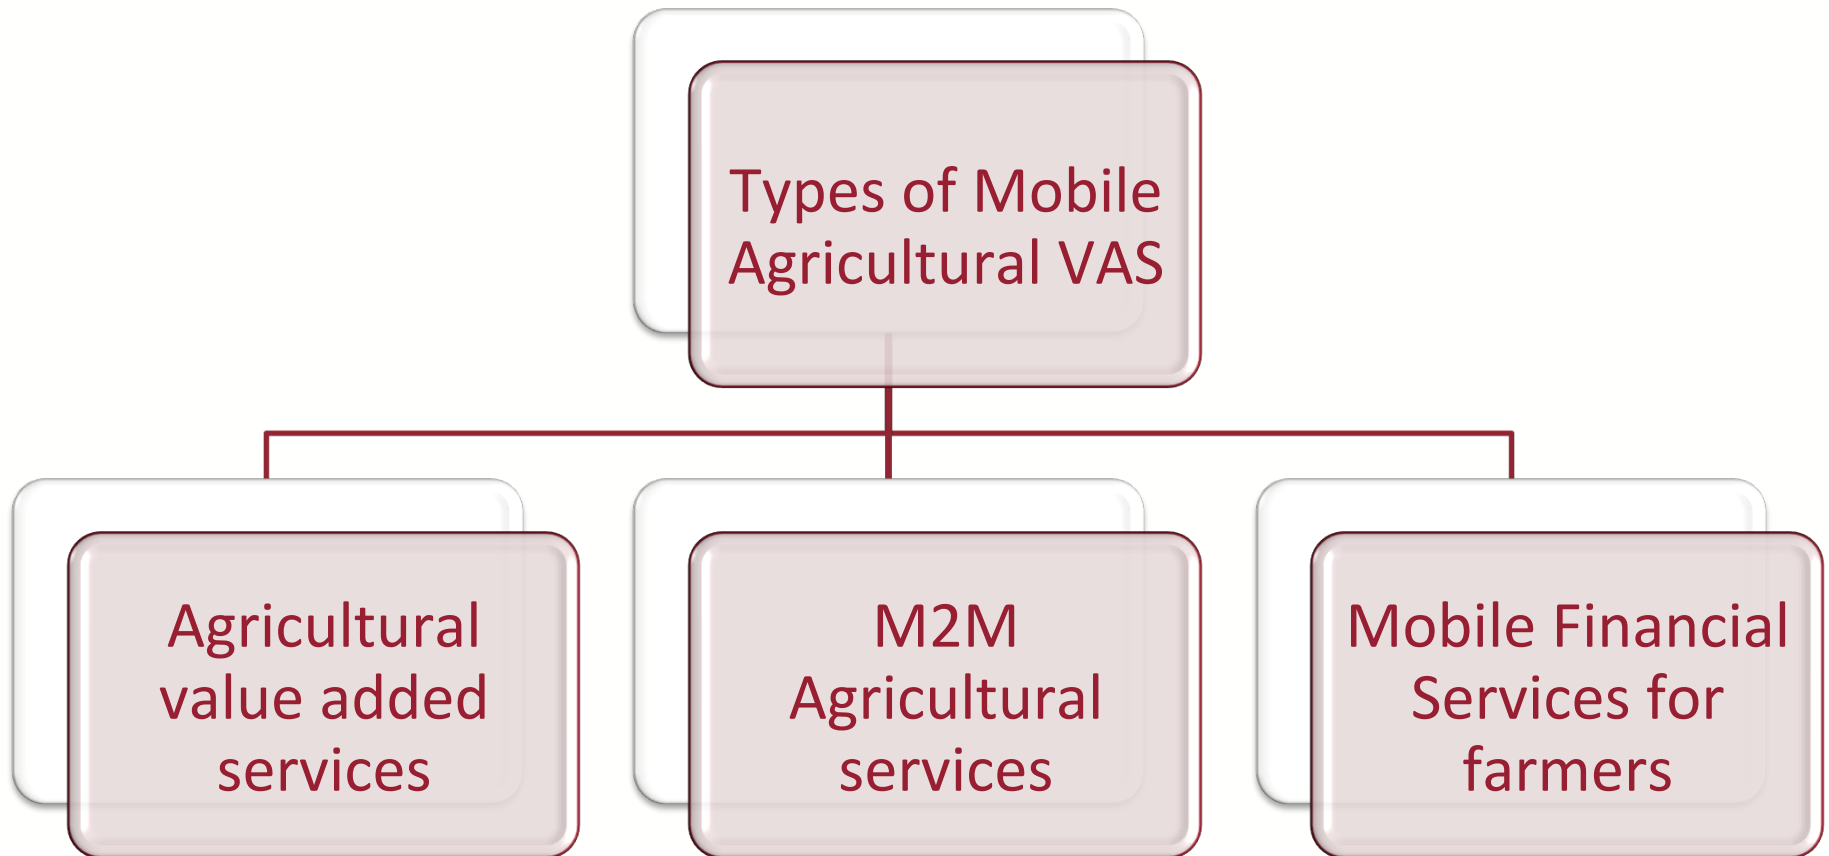 Types of Mobile
Agricultural VAS
Agricultural
value added
services
M2M
Agricultural
services
Mobile Financial
Services for
farmers